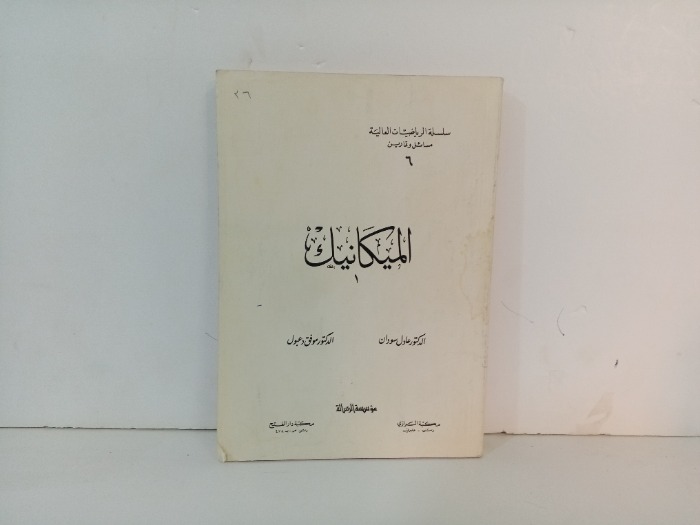 ٢٦
سلسلة الرياضيات العالية
مسائل وتمارين
٦
الميكانيك
١
الدكتور عادل سودان
الدكتور موفق دعبول
مؤسسة الرسالة
مكتبة
مكتبة دار الفتح